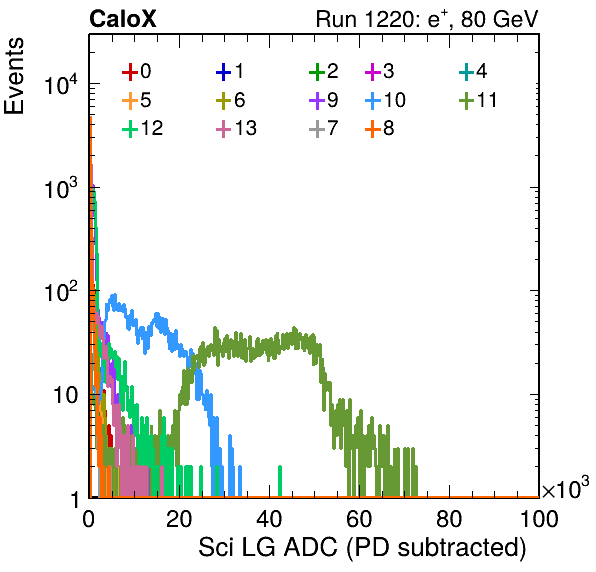 CaloX Run 1220: e⁺, 80 GeV
Events
0 1 2 3 4
5 6 9 10 11
12 13 7 8
10⁴
10³
10²
10
1
0 20 40 60 80 100
×10³
Sci LG ADC (PD subtracted)